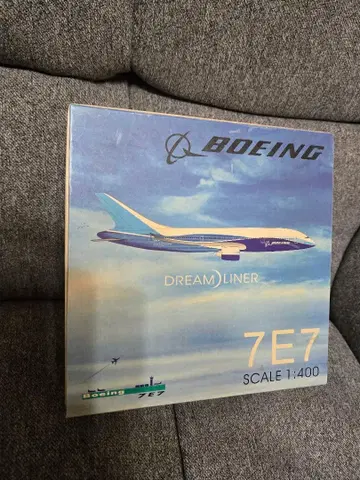 BOEING
DREAMLINER
7E7
SCALE 1:400
Boeing
7E7